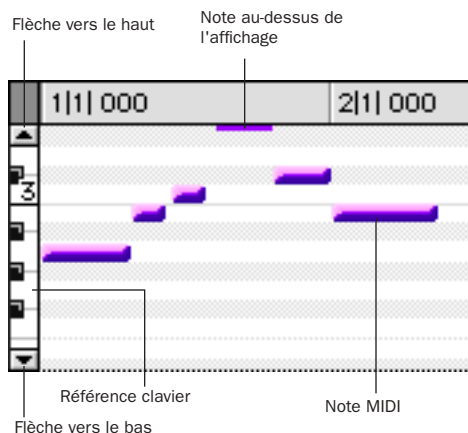 Flèche vers le haut
Note au-dessus de
l'affichage
1|1| 000
2|1| 000
3
Référence clavier
Note MIDI
Flèche vers le bas